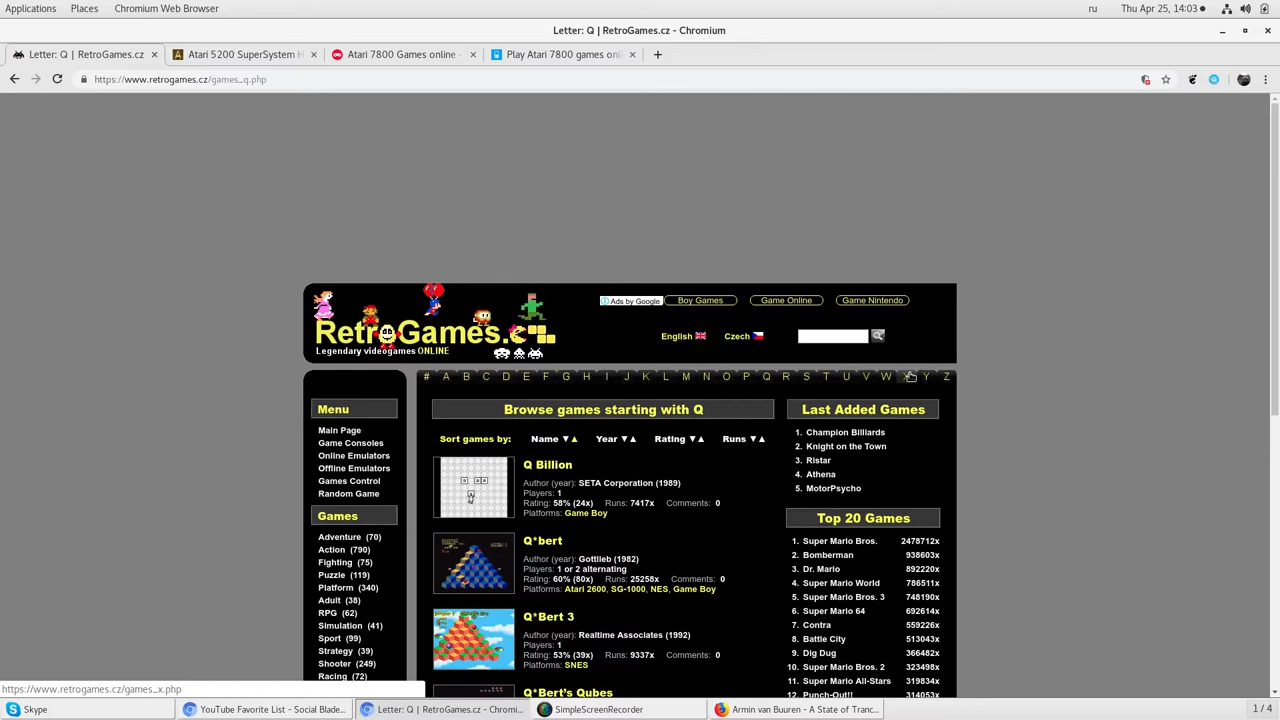 Applications Places Chromium Web Browser ru Thu Apr 25, 14:03
Letter: Q | RetroGames.cz - Chromium
Letter: Q | RetroGames.cz Atari 5200 SuperSystem H Atari 7800 Games online - Play Atari 7800 games onl
https://www.retrogames.cz/games_q.php
Ads by Google Boy Games Game Online Game Nintendo
RetroGames.c
English Czech
Legendary videogames ONLINE
# A B C D E F G H I J K L M N O P Q R S T U V W X Y Z
Menu
Main Page
Game Consoles
Online Emulators
Offline Emulators
Games Control
Random Game
Games
Adventure (70)
Action (790)
Fighting (75)
Puzzle (119)
Platform (340)
Adult (38)
RPG (62)
Simulation (41)
Sport (99)
Strategy (39)
Shooter (249)
Racing (72)
Browse games starting with Q
Sort games by: Name ▼▲ Year ▼▲ Rating ▼▲ Runs ▼▲
Q Billion
Author (year): SETA Corporation (1989)
Players: 1
Rating: 58% (24x) Runs: 7417x Comments: 0
Platforms: Game Boy
Q*bert
Author (year): Gottlieb (1982)
Players: 1 or 2 alternating
Rating: 60% (80x) Runs: 25258x Comments: 0
Platforms: Atari 2600, SG-1000, NES, Game Boy
Q*Bert 3
Author (year): Realtime Associates (1992)
Players: 1
Rating: 53% (39x) Runs: 9337x Comments: 0
Platforms: SNES
Q*Bert's Qubes
Last Added Games
1. Champion Billiards
2. Knight on the Town
3. Ristar
4. Athena
5. MotorPsycho
Top 20 Games
1. Super Mario Bros. 2478712x
2. Bomberman 938603x
3. Dr. Mario 892220x
4. Super Mario World 786511x
5. Super Mario Bros. 3 748190x
6. Super Mario 64 692614x
7. Contra 559226x
8. Battle City 513043x
9. Dig Dug 366482x
10. Super Mario Bros. 2 323498x
11. Super Mario All-Stars 319834x
12. Punch-Out!! 314053x
https://www.retrogames.cz/games_x.php
Skype YouTube Favorite List - Social Blade... Letter: Q | RetroGames.cz - Chromi... SimpleScreenRecorder Armin van Buuren - A State of Tranc... 1 / 4